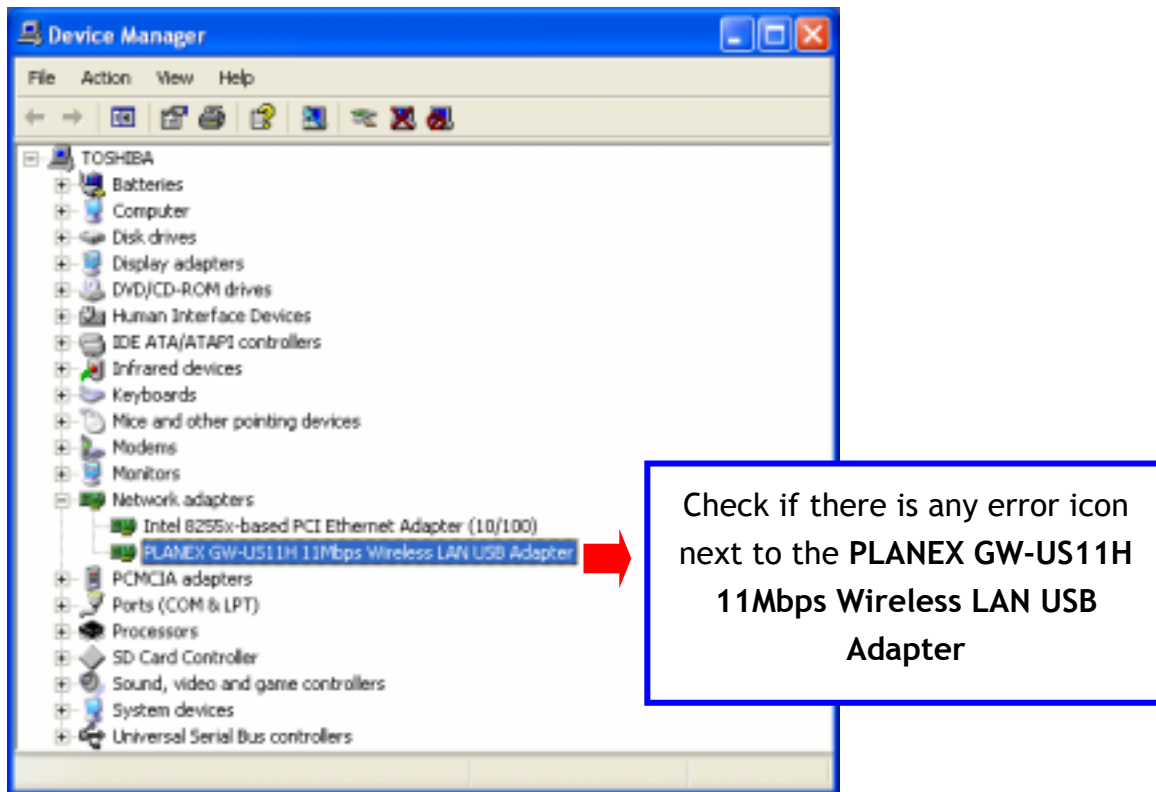 Device Manager
File Action View Help
TOSHIBA
Batteries
Computer
Disk drives
Display adapters
DVD/CD-ROM drives
Human Interface Devices
IDE ATA/ATAPI controllers
Infrared devices
Keyboards
Mice and other pointing devices
Modems
Monitors
Network adapters
Intel 8255x-based PCI Ethernet Adapter (10/100)
PLANEX GW-US11H 11Mbps Wireless LAN USB Adapter
PCMCIA adapters
Ports (COM & LPT)
Processors
SD Card Controller
Sound, video and game controllers
System devices
Universal Serial Bus controllers
Check if there is any error icon
next to the PLANEX GW-US11H
11Mbps Wireless LAN USB
Adapter